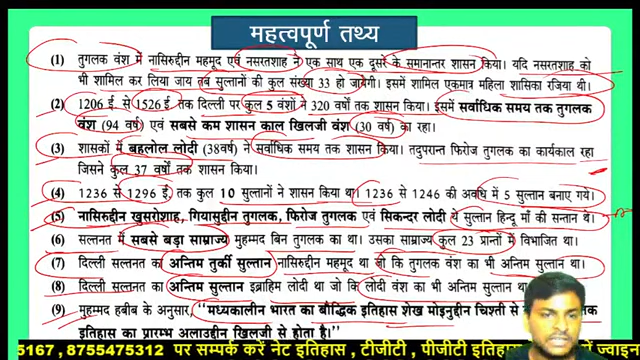 महत्वपूर्ण तथ्य
(1) तुगलक वंश में नासिरुद्दीन महमूद एवं नसरतशाह ने एक साथ एक दूसरे के समानान्तर शासन किया। यदि नसरतशाह को
भी शामिल कर लिया जाय तब सुल्तानों की कुल संख्या 33 हो जायेगी। इसमें शामिल एकमात्र महिला शासिका रजिया थी।
(2) 1206 ई. से 1526 ई. तक दिल्ली पर कुल 5 वंशों ने 320 वर्षो तक शासन किया। इसमें सर्वाधिक समय तक तुगलक
वंश (94 वर्ष) एवं सबसे कम शासन काल खिलजी वंश (30 वर्ष) का रहा।
(3) शासकों में बहलोल लोदी (38वर्ष) ने सर्वाधिक समय तक शासन किया। तदुपरान्त फिरोज तुगलक का कार्यकाल रहा
जिसने कुल 37 वर्षों तक शासन किया।
(4) 1236 से 1296 ई. तक कुल 10 सुल्तानों ने शासन किया था। 1236 से 1246 की अवधि में 5 सुल्तान बनाए गये।
(5) नासिरुद्दीन खुसरोशाह, गियासुद्दीन तुगलक, फिरोज तुगलक एवं सिकन्दर लोदी ये सुल्तान हिन्दू माँ की सन्तान थे।
(6) सल्तनत में सबसे बड़ा साम्राज्य मुहम्मद बिन तुगलक का था। उसका साम्राज्य कुल 23 प्रान्तों में विभाजित था।
(7) दिल्ली सल्तनत का अन्तिम तुर्की सुल्तान नासिरुद्दीन महमूद था जो कि तुगलक वंश का भी अन्तिम सुल्तान था।
(8) दिल्ली सल्तनत का अन्तिम सुल्तान इब्राहिम लोदी था जो कि लोदी वंश का भी अन्तिम सुल्तान था
(9) मुहम्मद हबीब के अनुसार, "मध्यकालीन भारत का बौद्धिक इतिहास शेख मोइनुद्दीन चिश्ती से
इतिहास का प्रारम्भ अलाउद्दीन खिलजी से होता है।"
5167 , 8755475312 पर सम्पर्क करें नेट इतिहास , टीजीटी , पीजीटी इतिहास